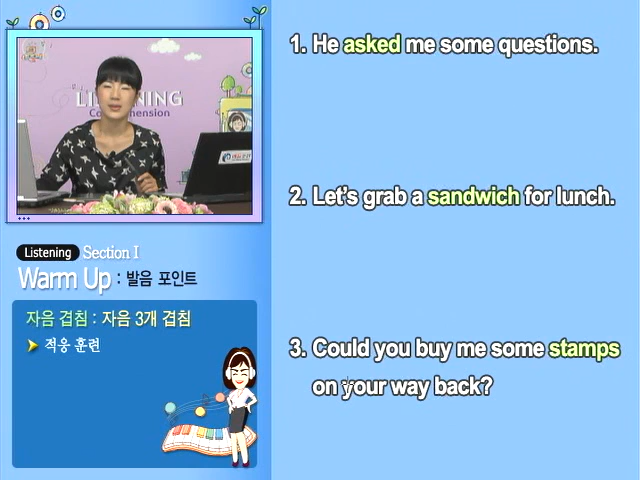 LISTENING
Comprehension
Listening Section I
Warm Up : 발음 포인트
자음 겹침 : 자음 3개 겹침
적응 훈련
1. He asked me some questions.
2. Let's grab a sandwich for lunch.
3. Could you buy me some stamps
on your way back?